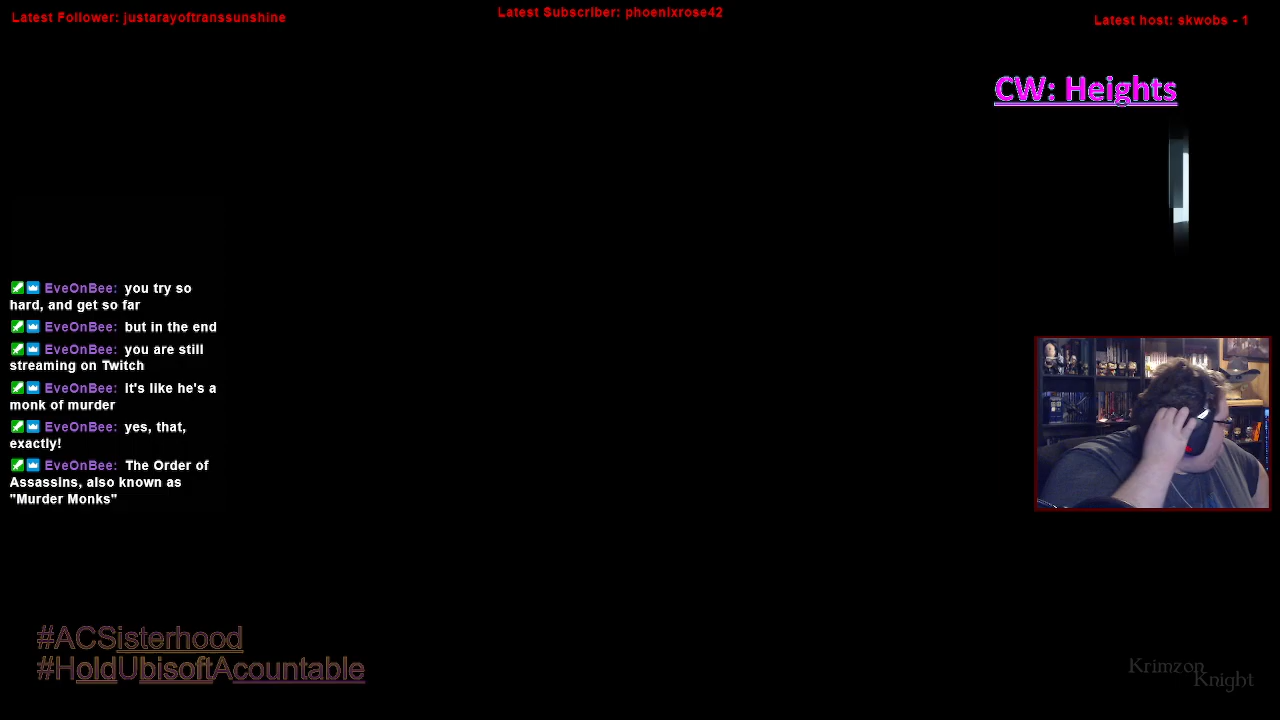 Latest Follower: justarayoftranssunshine
Latest Subscriber: phoenixrose42
Latest host: skwobs - 1
CW: Heights
EveOnBee: you try so
hard, and get so far
EveOnBee: but in the end
EveOnBee: you are still
streaming on Twitch
EveOnBee: it's like he's a
monk of murder
EveOnBee: yes, that,
exactly!
EveOnBee: The Order of
Assassins, also known as
"Murder Monks"
#ACSisterhood
#HoldUbisoftAcountable
Krimzon
Knight